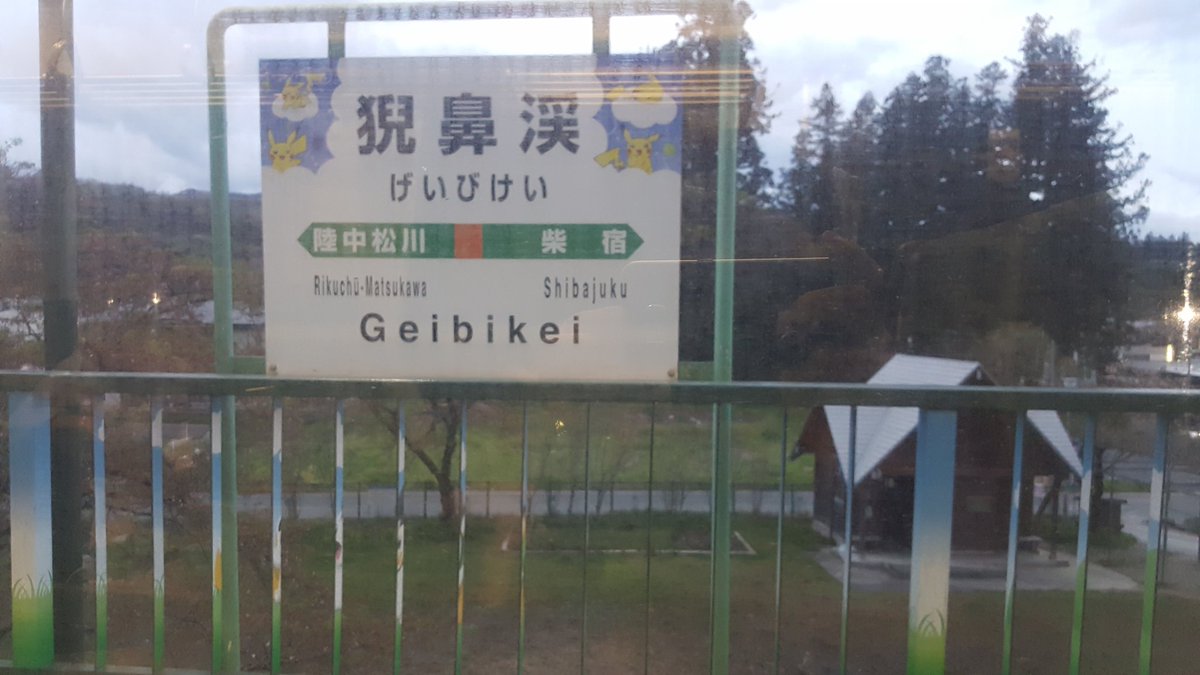 猊鼻渓
げいびけい
陸中松川 柴宿
Rikuchū-Matsukawa Shibajuku
Geibikei